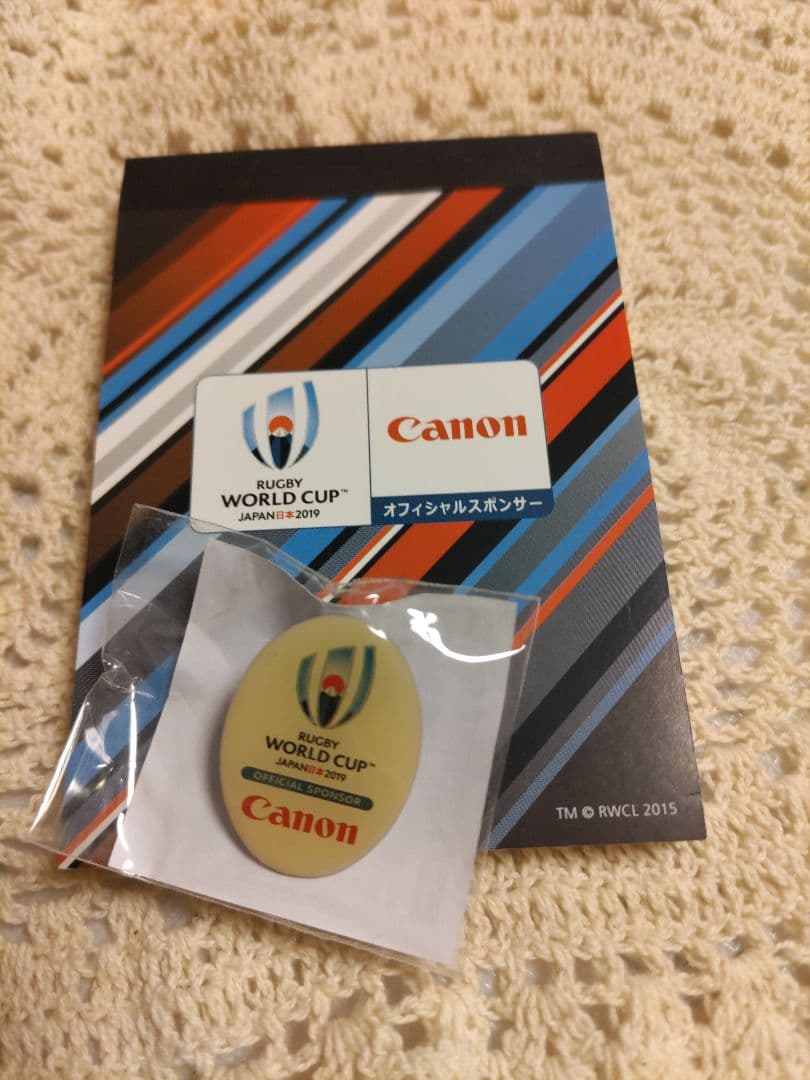 RUGBY
WORLD CUP™
JAPAN日本2019
Canon
オフィシャルスポンサー
RUGBY
WORLD CUP™
JAPAN日本2019
OFFICIAL SPONSOR
Canon
TM © RWCL 2015